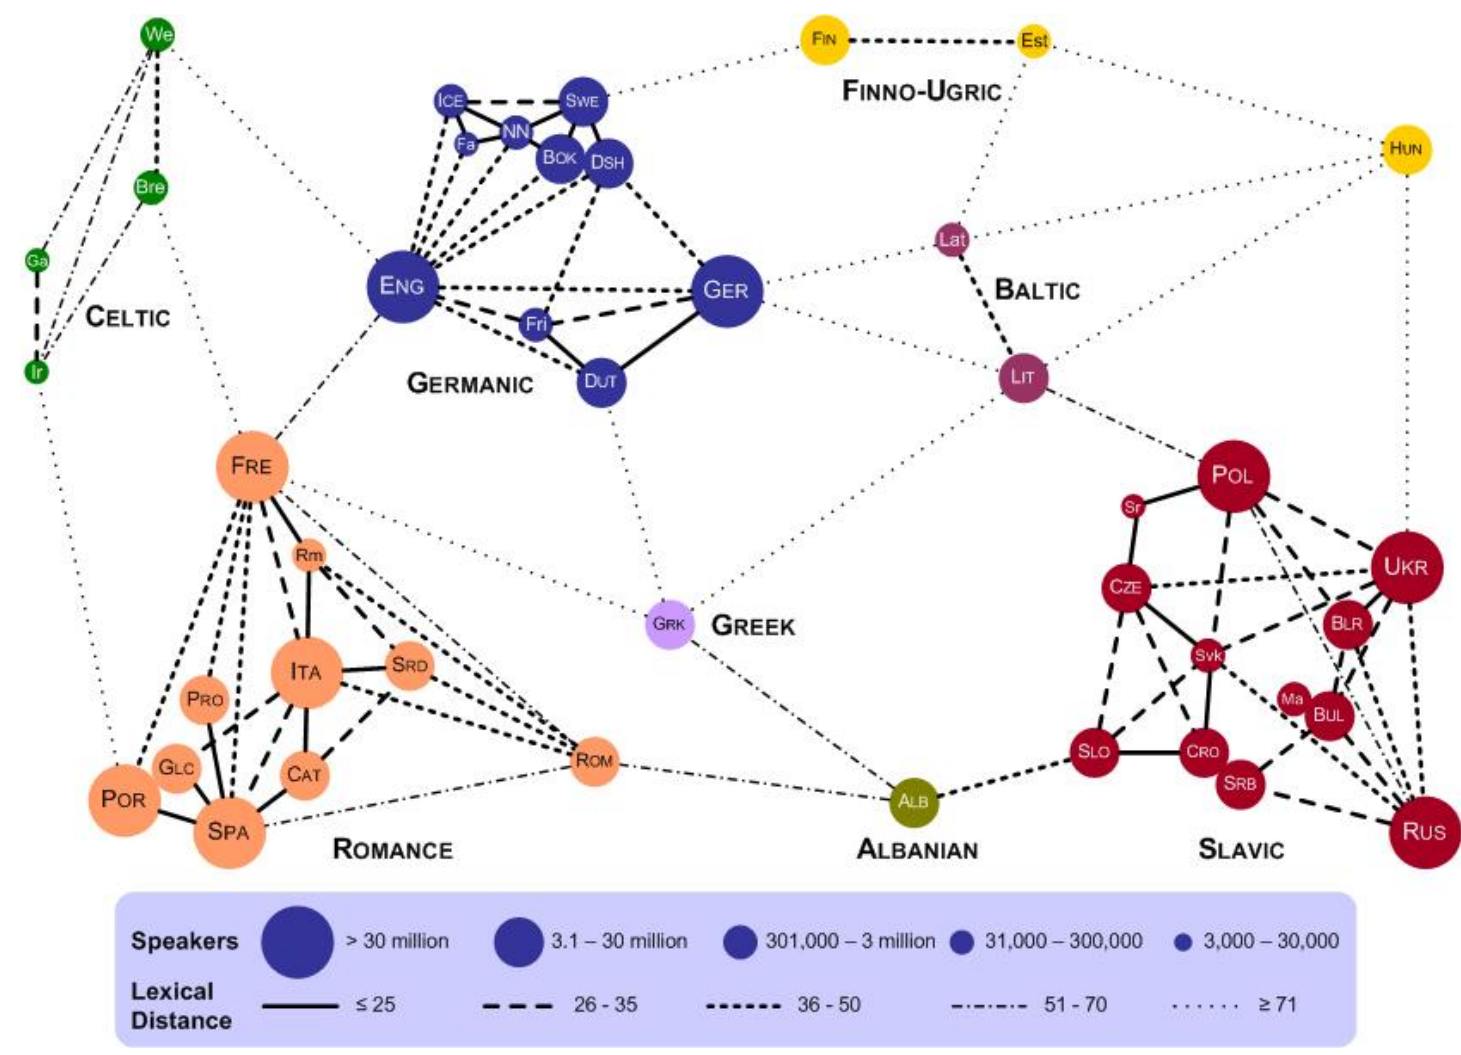 We
FIN
Est
ICE
SWE
FINNO-UGRIC
NN
Fa
BOK
DSH
HUN
Bre
Lat
Ga
ENG
GER
BALTIC
CELTIC
Fri
Ir
GERMANIC
DUT
LIT
FRE
POL
Sr
Rm
UKR
CZE
GRK
GREEK
BLR
ITA
SRD
Svk
PRO
Ma
BUL
GLC
CAT
ROM
SLO
CRO
SRB
POR
SPA
ALB
RUS
ROMANCE
ALBANIAN
SLAVIC
Speakers > 30 million 3.1 – 30 million 301,000 – 3 million 31,000 – 300,000 3,000 – 30,000
Lexical
Distance ≤ 25 26 - 35 36 - 50 51 - 70 ≥ 71